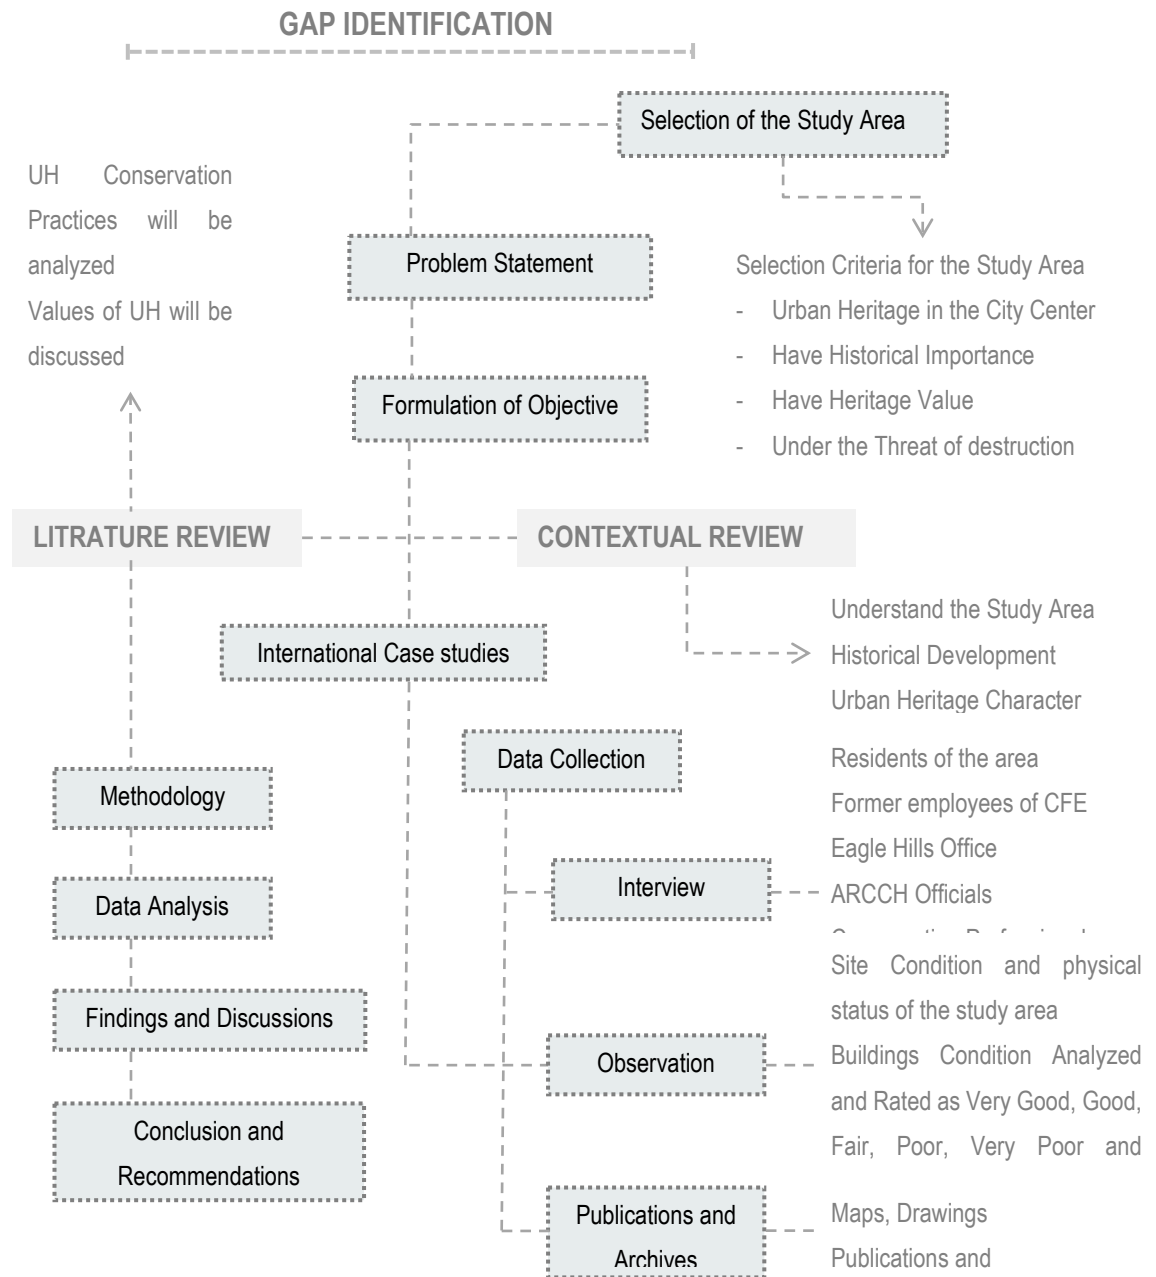 GAP IDENTIFICATION
Selection of the Study Area
UH Conservation
Practices will be
analyzed
Values of UH will be
discussed
Problem Statement
Selection Criteria for the Study Area
- Urban Heritage in the City Center
- Have Historical Importance
- Have Heritage Value
- Under the Threat of destruction
Formulation of Objective
LITRATURE REVIEW
CONTEXTUAL REVIEW
Understand the Study Area
Historical Development
Urban Heritage Character
International Case studies
Data Collection
Residents of the area
Former employees of CFE
Eagle Hills Office
ARCCH Officials
Methodology
Interview
Data Analysis
Site Condition and physical
status of the study area
Buildings Condition Analyzed
and Rated as Very Good, Good,
Fair, Poor, Very Poor and
Findings and Discussions
Observation
Conclusion and
Recommendations
Publications and
Archives
Maps, Drawings
Publications and